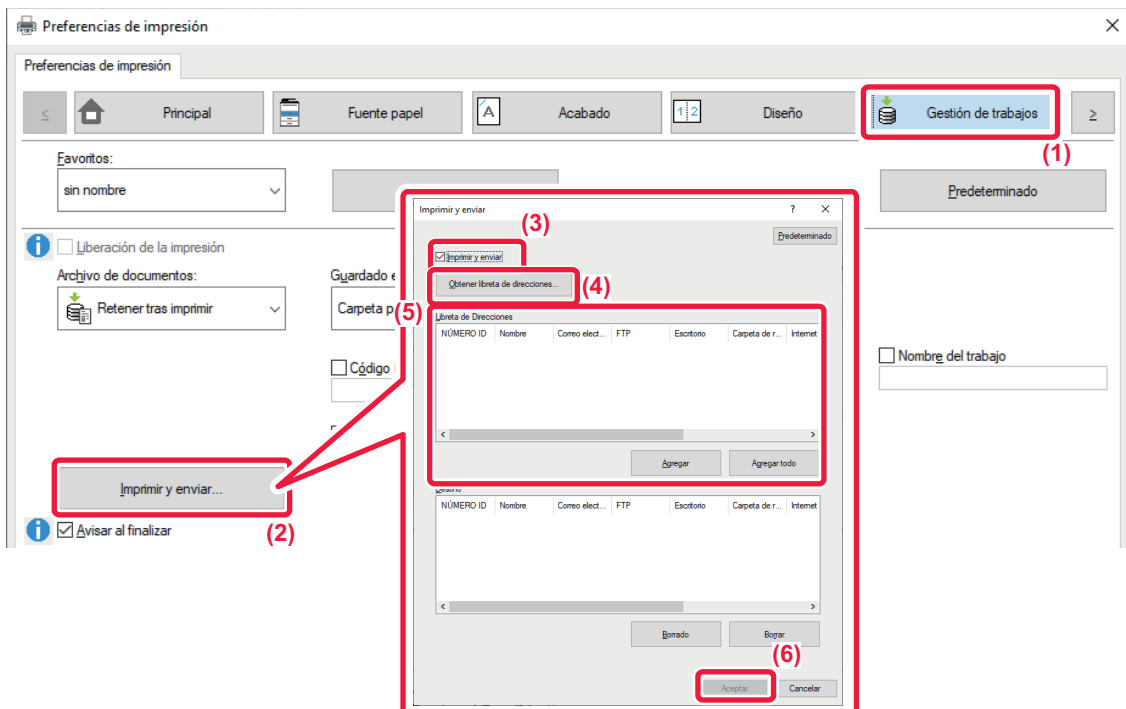 Preferencias de impresión
Preferencias de impresión
≤ Principal Fuente papel A Acabado 1 2 Diseño Gestión de trabajos ≥
(1)
Favoritos:
sin nombre
Predeterminado
Liberación de la impresión
Archivo de documentos:
Retener tras imprimir
Guardado
Carpeta
Código
Nombre del trabajo
Imprimir y enviar...
(2)
Avisar al finalizar
Imprimir y enviar ?
(3)
Predeterminado
Imprimir y enviar
Obtener libreta de direcciones...
(4)
(5)
Libreta de Direcciones
NÚMERO ID Nombre Correo elect... FTP Escritorio Carpeta de r... Internet
< >
Agregar Agregar todo
NÚMERO ID Nombre Correo elect... FTP Escritorio Carpeta de r... Internet
< >
Borrado Borrar
(6)
Aceptar Cancelar